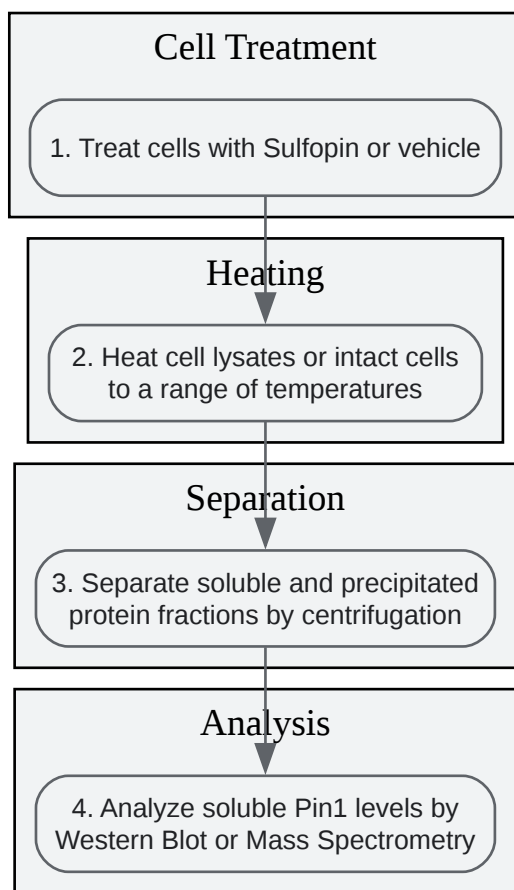 Cell Treatment
1. Treat cells with Sulfopin or vehicle
Heating
2. Heat cell lysates or intact cells
to a range of temperatures
Separation
3. Separate soluble and precipitated
protein fractions by centrifugation
Analysis
4. Analyze soluble Pin1 levels by
Western Blot or Mass Spectrometry